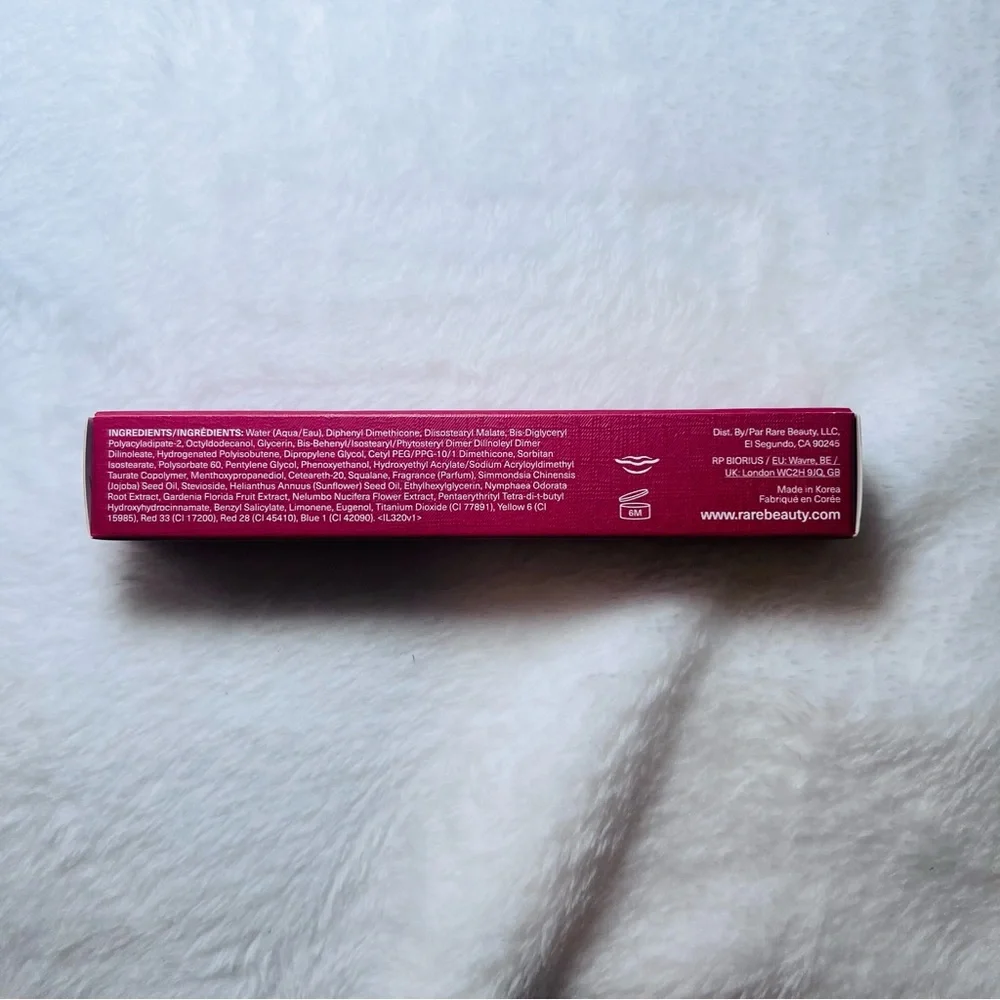 INGREDIENTS/INGRÉDIENTS: Water (Aqua/Eau), Diphenyl Dimethicone, Diisostearyl Malate, Bis-Diglyceryl
Polyacyladipate-2, Octyldodecanol, Glycerin, Bis-Behenyl/Isostearyl/Phytosteryl Dimer Dilinoleyl Dimer
Dilinoleate, Hydrogenated Polyisobutene, Dipropylene Glycol, Cetyl PEG/PPG-10/1 Dimethicone, Sorbitan
Isostearate, Polysorbate 60, Pentylene Glycol, Phenoxyethanol, Hydroxyethyl Acrylate/Sodium Acryloyldimethyl
Taurate Copolymer, Menthoxypropanediol, Ceteareth-20, Squalane, Fragrance (Parfum), Simmondsia Chinensis
(Jojoba) Seed Oil, Stevioside, Helianthus Annuus (Sunflower) Seed Oil, Ethylhexylglycerin, Nymphaea Odorata
Root Extract, Gardenia Florida Fruit Extract, Nelumbo Nucifera Flower Extract, Pentaerythrityl Tetra-di-t-butyl
Hydroxyhydrocinnamate, Benzyl Salicylate, Limonene, Eugenol, Titanium Dioxide (CI 77891), Yellow 6 (CI
15985), Red 33 (CI 17200), Red 28 (CI 45410), Blue 1 (CI 42090). <IL320v1>
6M
Dist. By/Par Rare Beauty, LLC,
El Segundo, CA 90245
RP BIORIUS / EU: Wavre, BE /
UK: London WC2H 9JQ, GB
Made in Korea
Fabriqué en Corée
www.rarebeauty.com